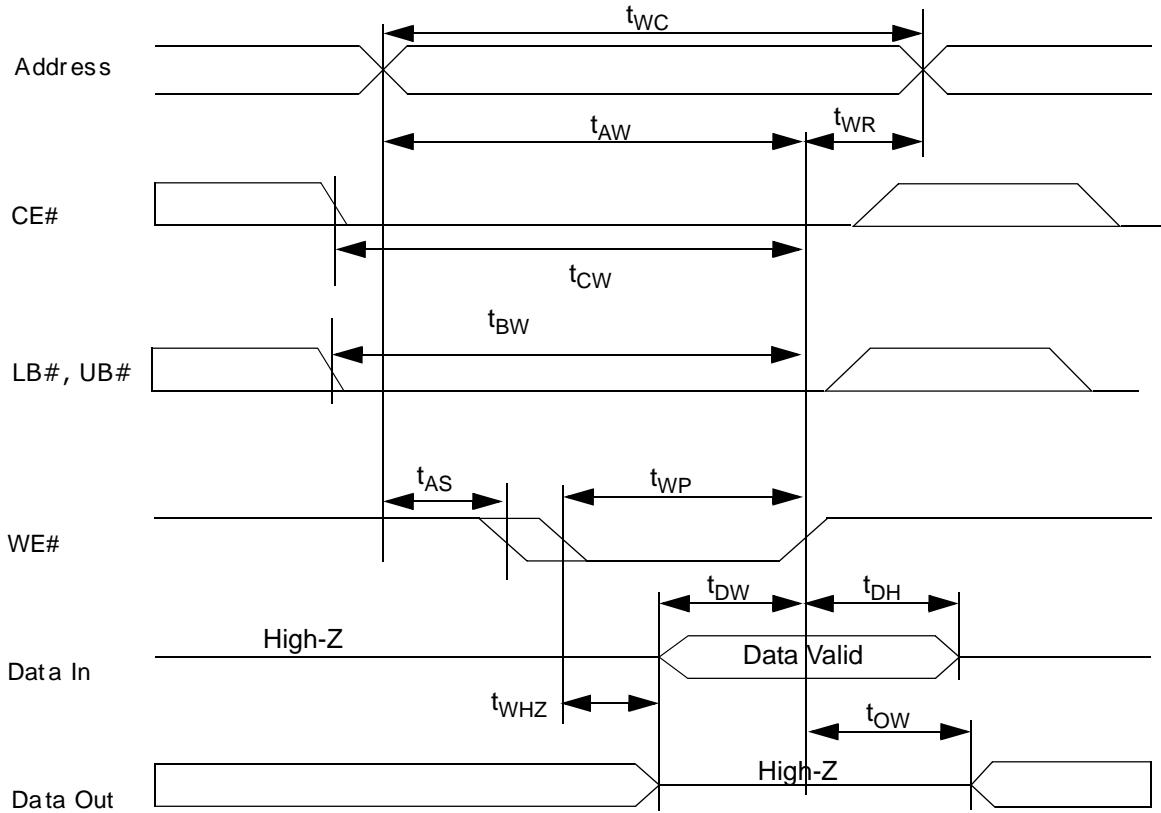 tWC
Address
tAW
tWR
CE#
tCW
tBW
LB#, UB#
tAS
tWP
WE#
tDW
tDH
High-Z
Data Valid
Data In
tWHZ
tOW
High-Z
Data Out